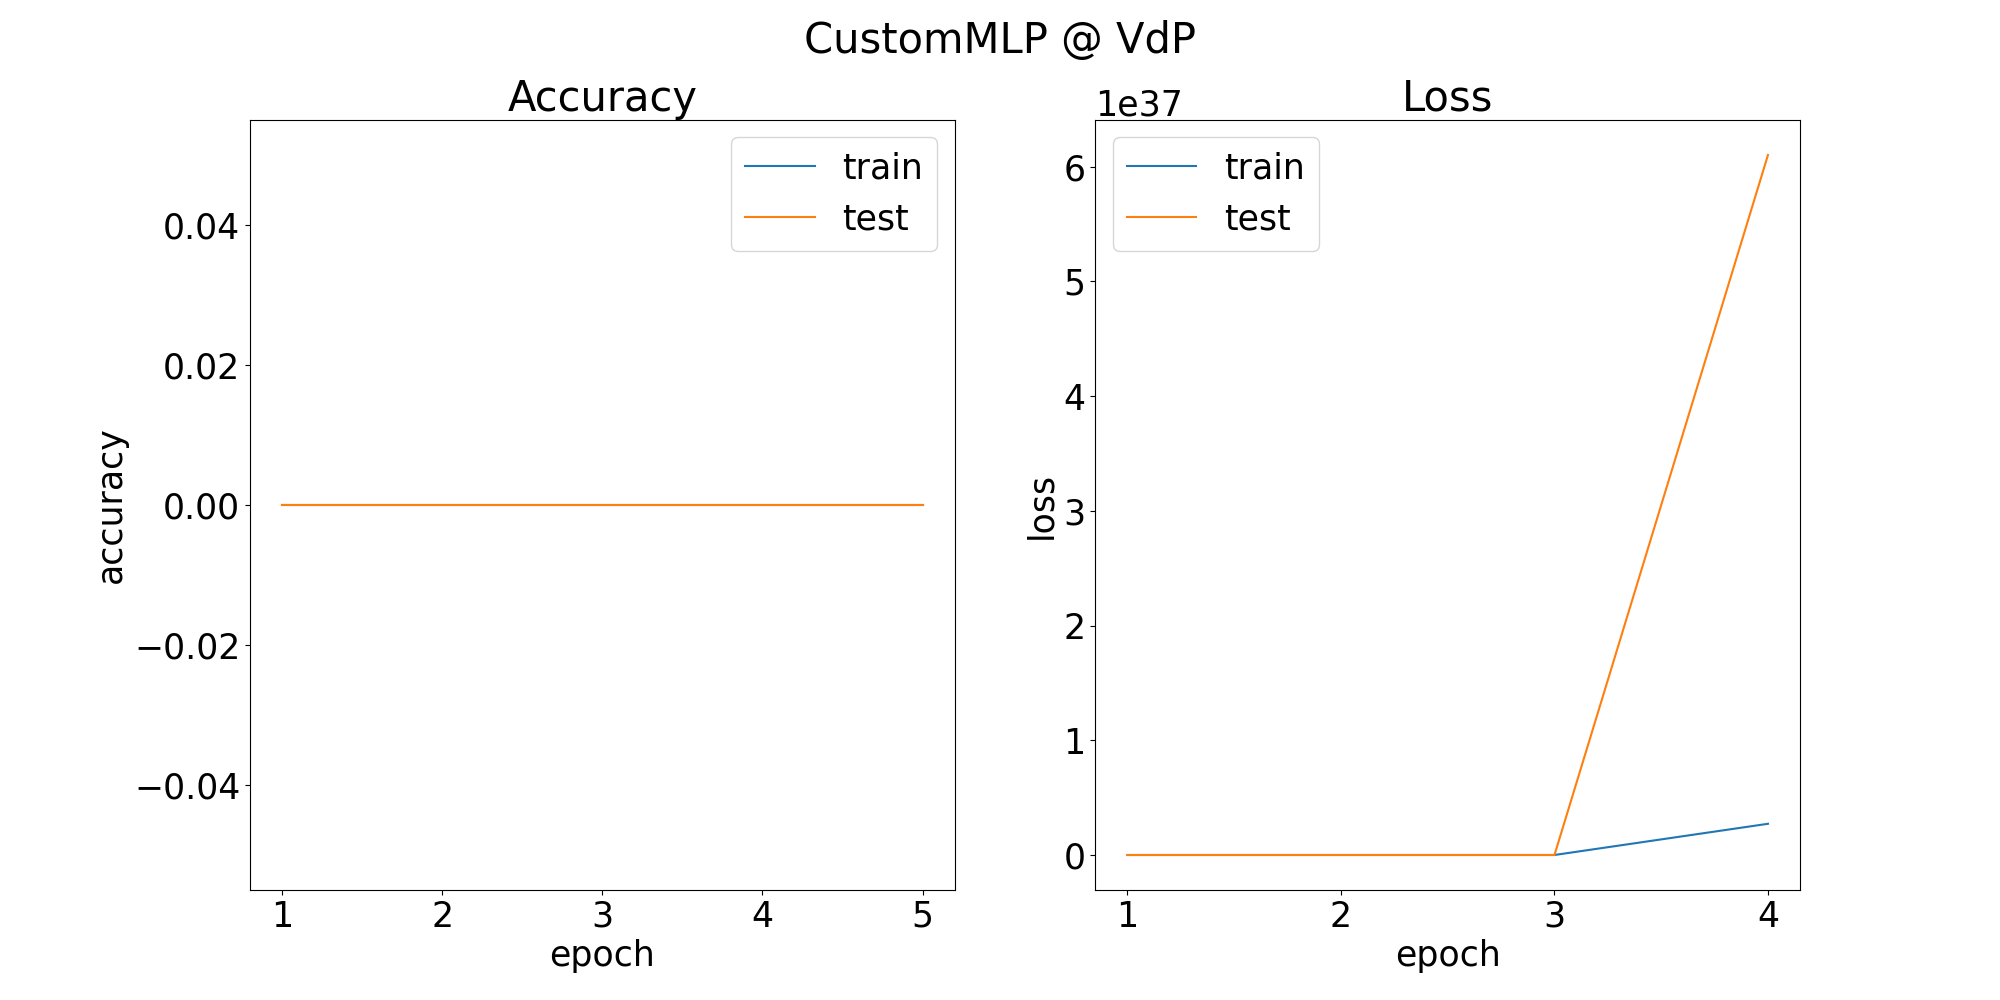 CustomMLP @ VdP
Accuracy
train
test
0.04
0.02
0.00
−0.02
−0.04
accuracy
1 2 3 4 5
epoch
Loss
1e37
train
test
6
5
4
3
2
1
0
loss
1 2 3 4
epoch